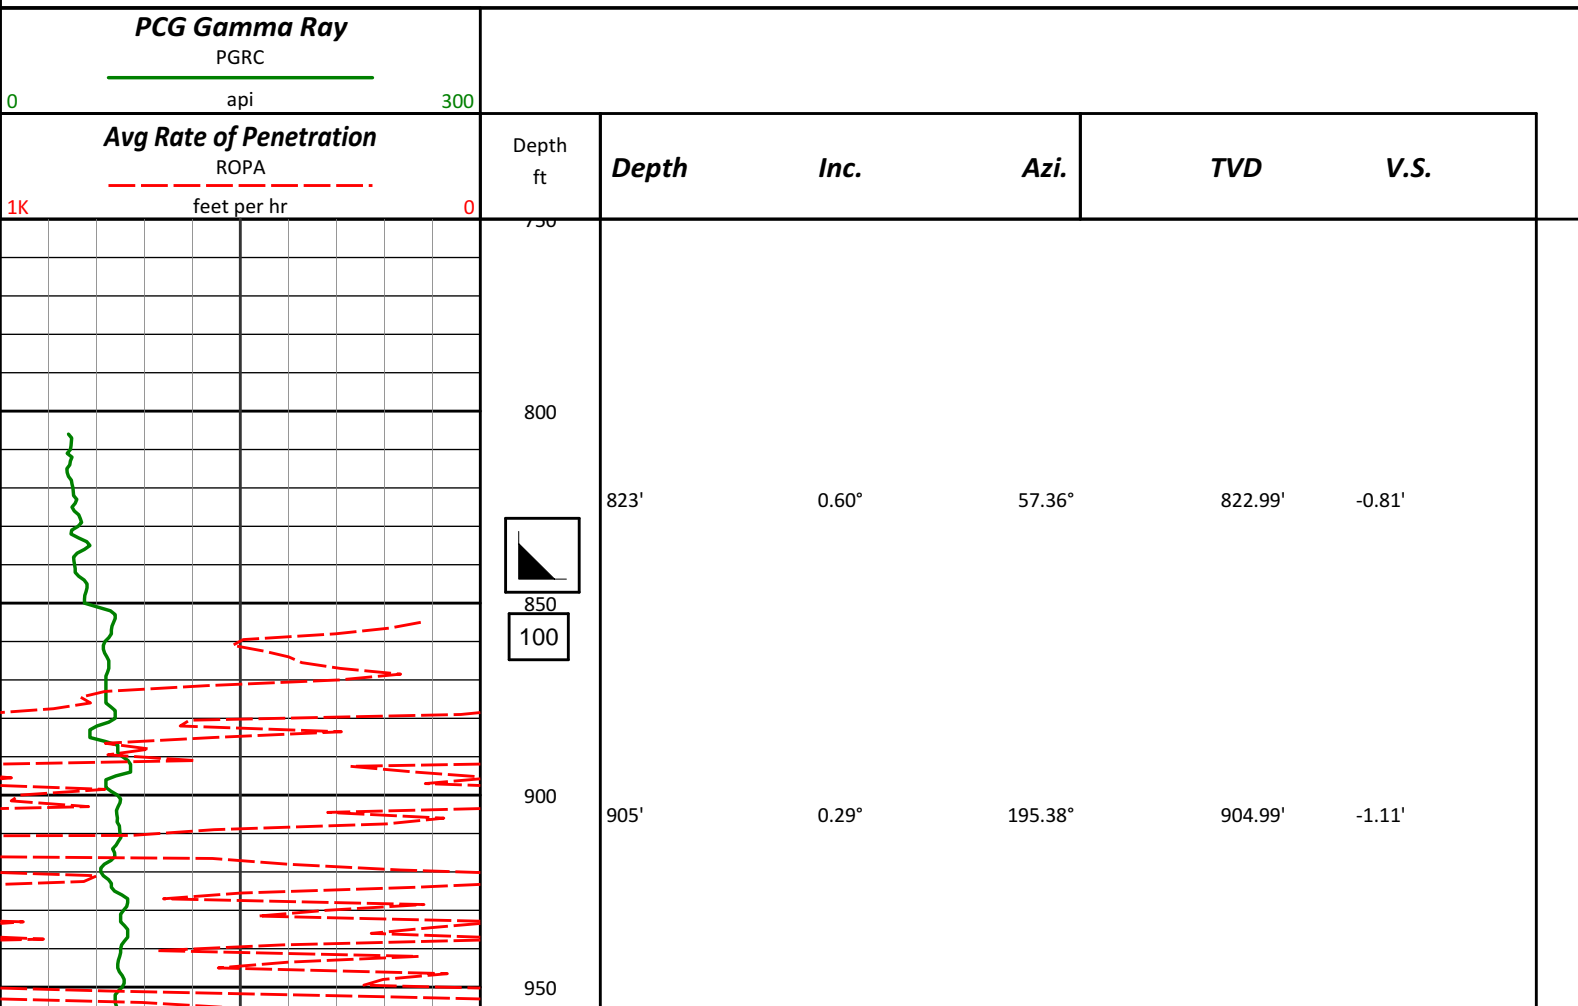 PCG Gamma Ray
PGRC
0 api 300
Avg Rate of Penetration
ROPA
1K feet per hr 0
Depth
ft
Depth Inc. Azi. TVD V.S.
750
800
823' 0.60° 57.36° 822.99' -0.81'
850
100
900
905' 0.29° 195.38° 904.99' -1.11'
950